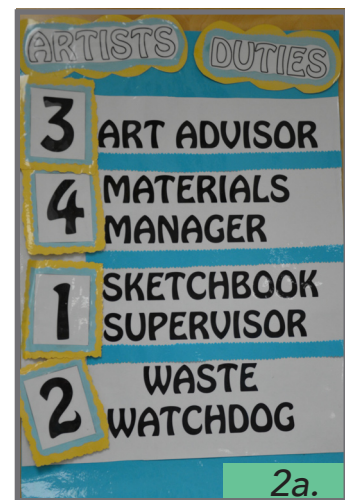 ARTISTS DUTIES
3 ART ADVISOR
4 MATERIALS
MANAGER
1 SKETCHBOOK
SUPERVISOR
2 WASTE
WATCHDOG
2a.